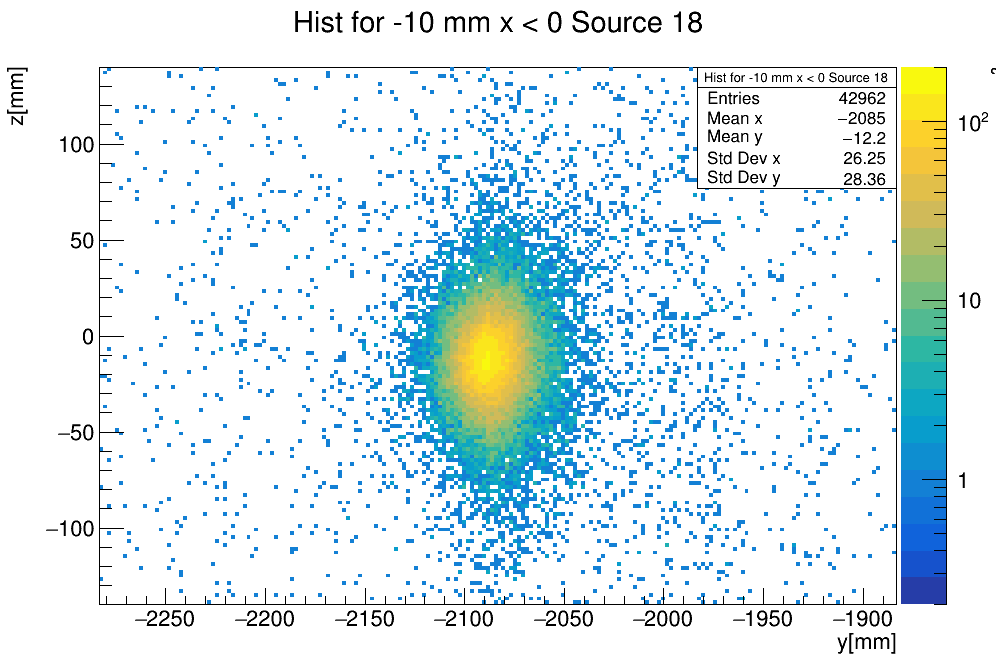 Hist for -10 mm x < 0 Source 18
z[mm]
Hist for -10 mm x < 0 Source 18
Entries 42962
Mean x −2085
Mean y −12.2
Std Dev x 26.25
Std Dev y 28.36
100
50
0
−50
−100
10²
10
1
−2250 −2200 −2150 −2100 −2050 −2000 −1950 −1900
y[mm]